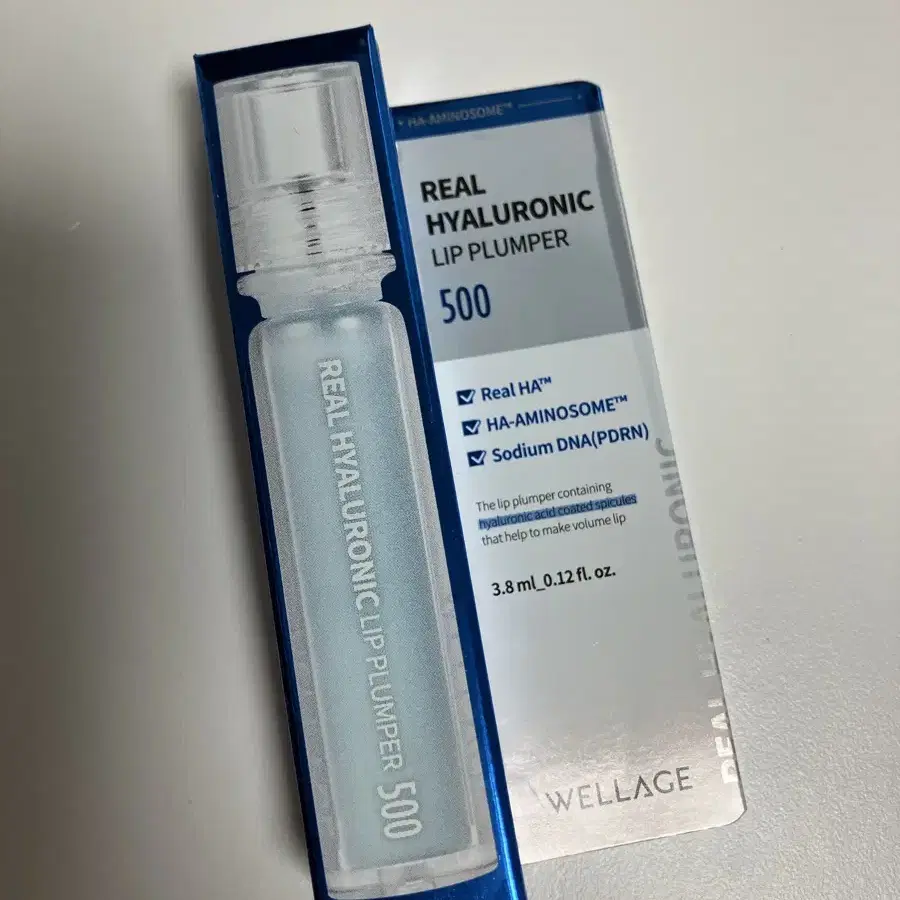 REAL HYALURONIC LIP PLUMPER 500
HA-AMINOSOME™
REAL
HYALURONIC
LIP PLUMPER
500
Real HA™
HA-AMINOSOME™
Sodium DNA(PDRN)
The lip plumper containing
hyaluronic acid coated spicules
that help to make volume lip
3.8 ml_0.12 fl. oz.
WELLAGE
REAL HYALURONIC